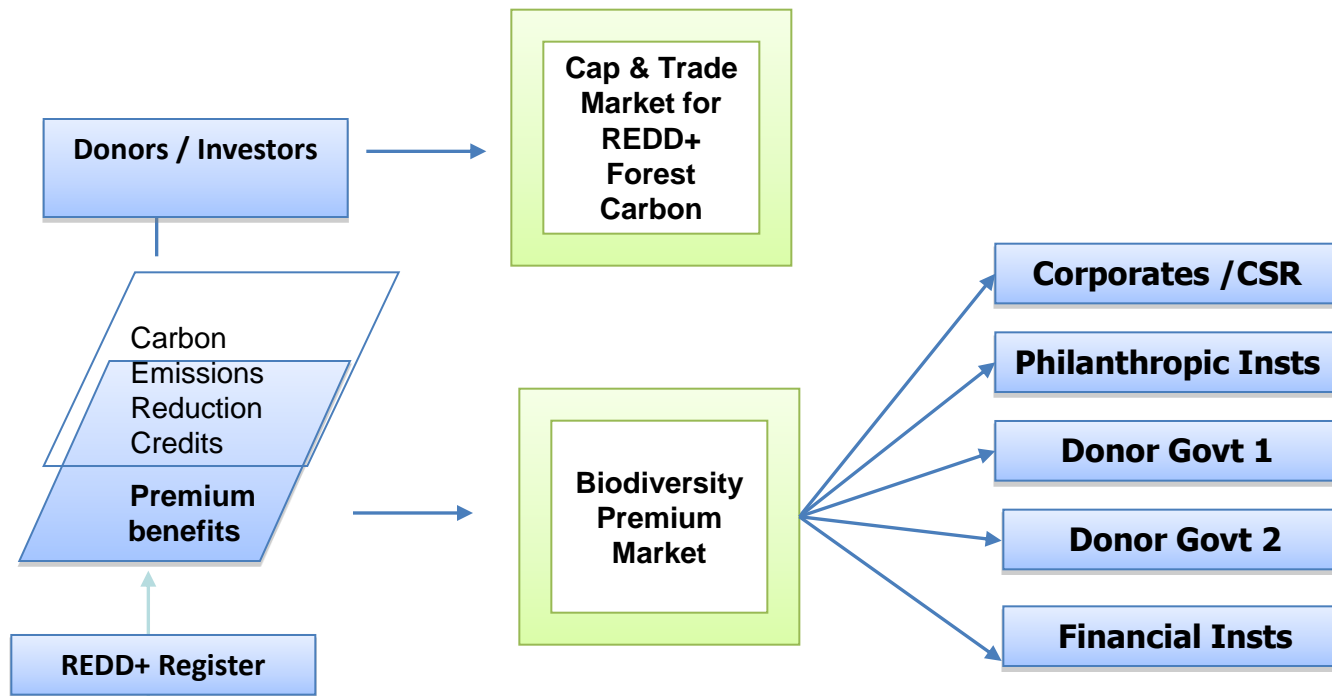 Cap & Trade
Market for
REDD+
Forest
Carbon
Donors / Investors
Carbon
Emissions
Reduction
Credits
Premium
benefits
REDD+ Register
Biodiversity
Premium
Market
Corporates /CSR
Philanthropic Insts
Donor Govt 1
Donor Govt 2
Financial Insts